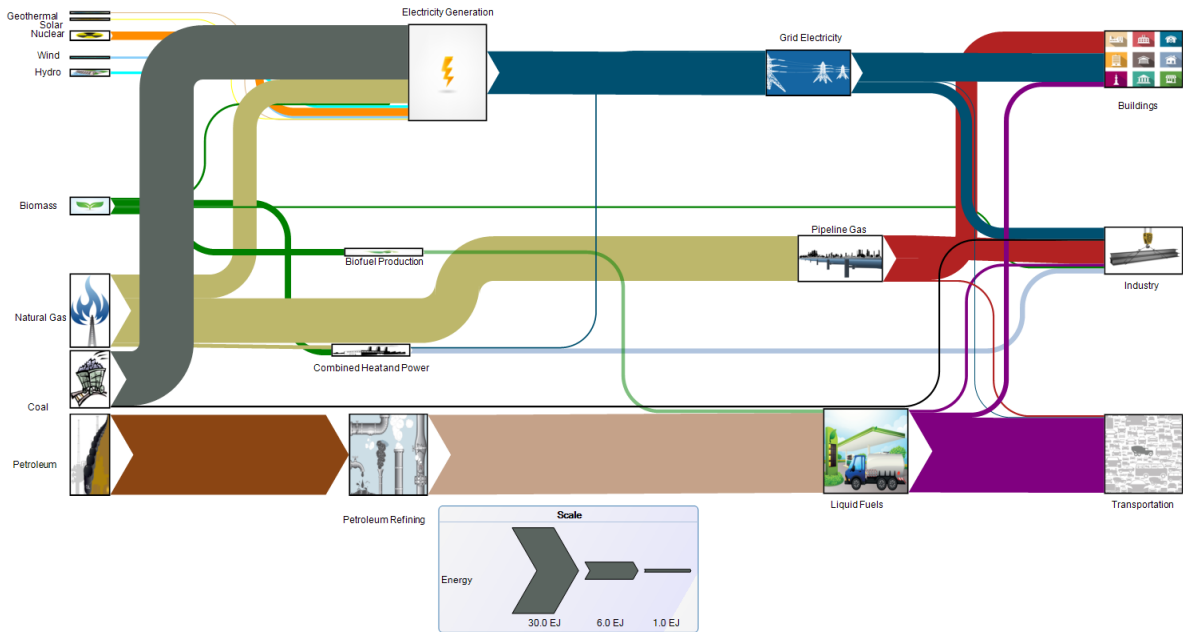 Geothermal
Solar
Nuclear
Wind
Hydro
Biomass
Natural Gas
Coal
Petroleum
Electricity Generation
Grid Electricity
Buildings
Biofuel Production
Pipeline Gas
Industry
Combined Heat and Power
Petroleum Refining
Liquid Fuels
Transportation
Scale
Energy
30.0 EJ
6.0 EJ
1.0 EJ